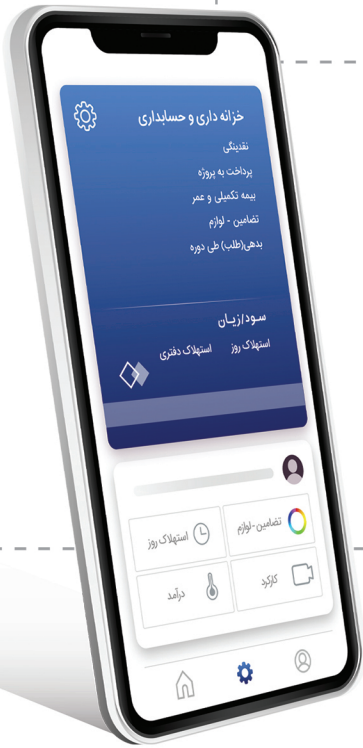 خزانه داری و حسابداری
نقدینگی
پرداخت به پروژه
بیمه تکمیلی و عمر
تضامین - لوازم
بدهی(طلب) طی دوره
سود/زیان
استهلاک روز استهلاک دفتری
تضامین-لوازم استهلاک روز
کارکرد درآمد